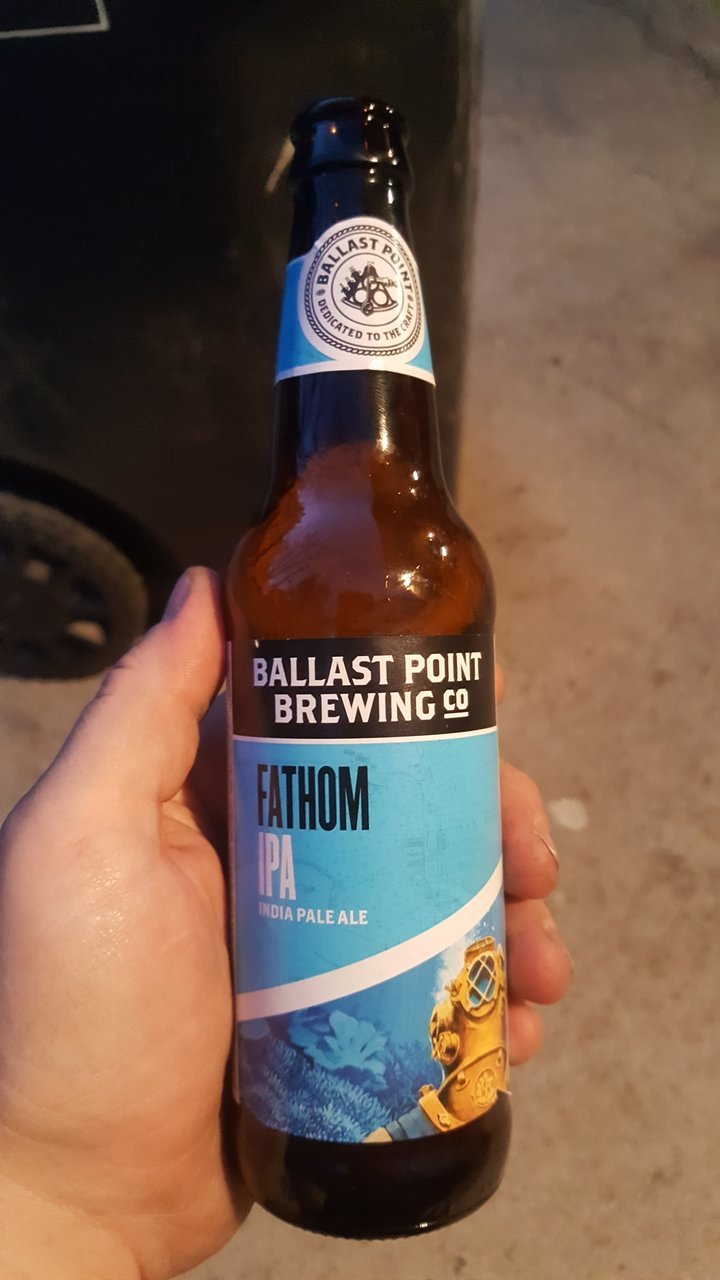 BALLAST POINT
DEDICATED TO THE CRAFT
BALLAST POINT
BREWING CO
FATHOM
IPA
INDIA PALE ALE